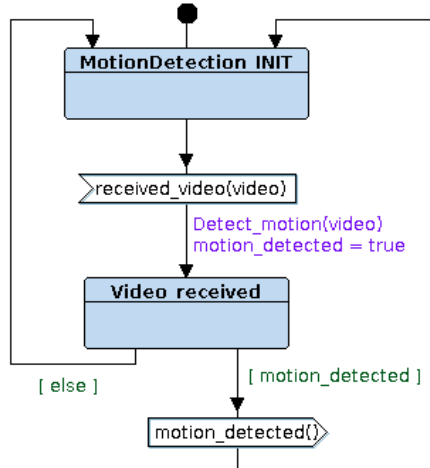 MotionDetection INIT
received_video(video)
Detect_motion(video)
motion_detected = true
Video received
[ else ]
[ motion_detected ]
motion_detected()